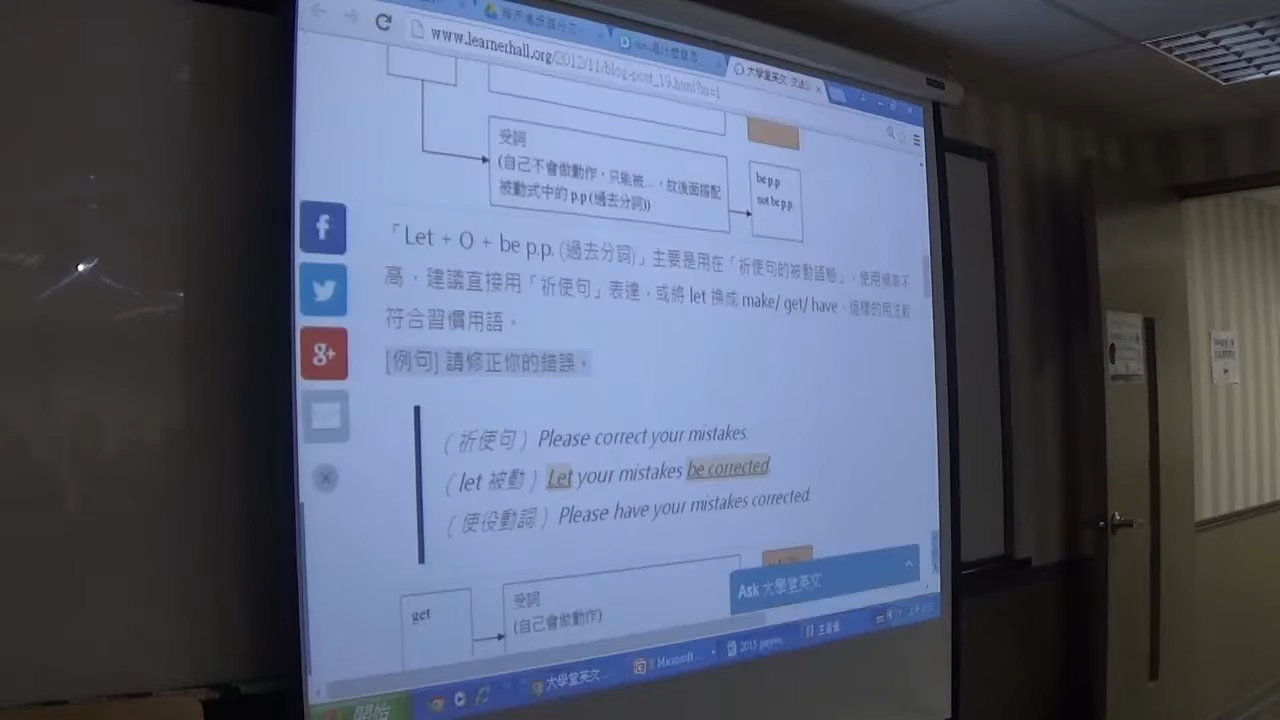 www.learnerhall.org/2012/11/blog-post_19.html?m=1
大學堂英文
受詞
(自己不會做動作，只能被...，故後面搭配
被動式中的 p.p (過去分詞))
be p.p
not be p.p.
「Let + O + be p.p. (過去分詞)」主要是用在「祈使句的被動語態」，使用頻率不
高，建議直接用「祈使句」表達，或將 let 換成 make/ get/ have，這樣的用法較
符合習慣用語。
[例句] 請修正你的錯誤。
（祈使句）Please correct your mistakes.
（let 被動）Let your mistakes be corrected.
（使役動詞）Please have your mistakes corrected.
get
受詞
(自己會做動作)
Ask 大學堂英文
開始
大學堂英文...
Microsoft...
f
g+